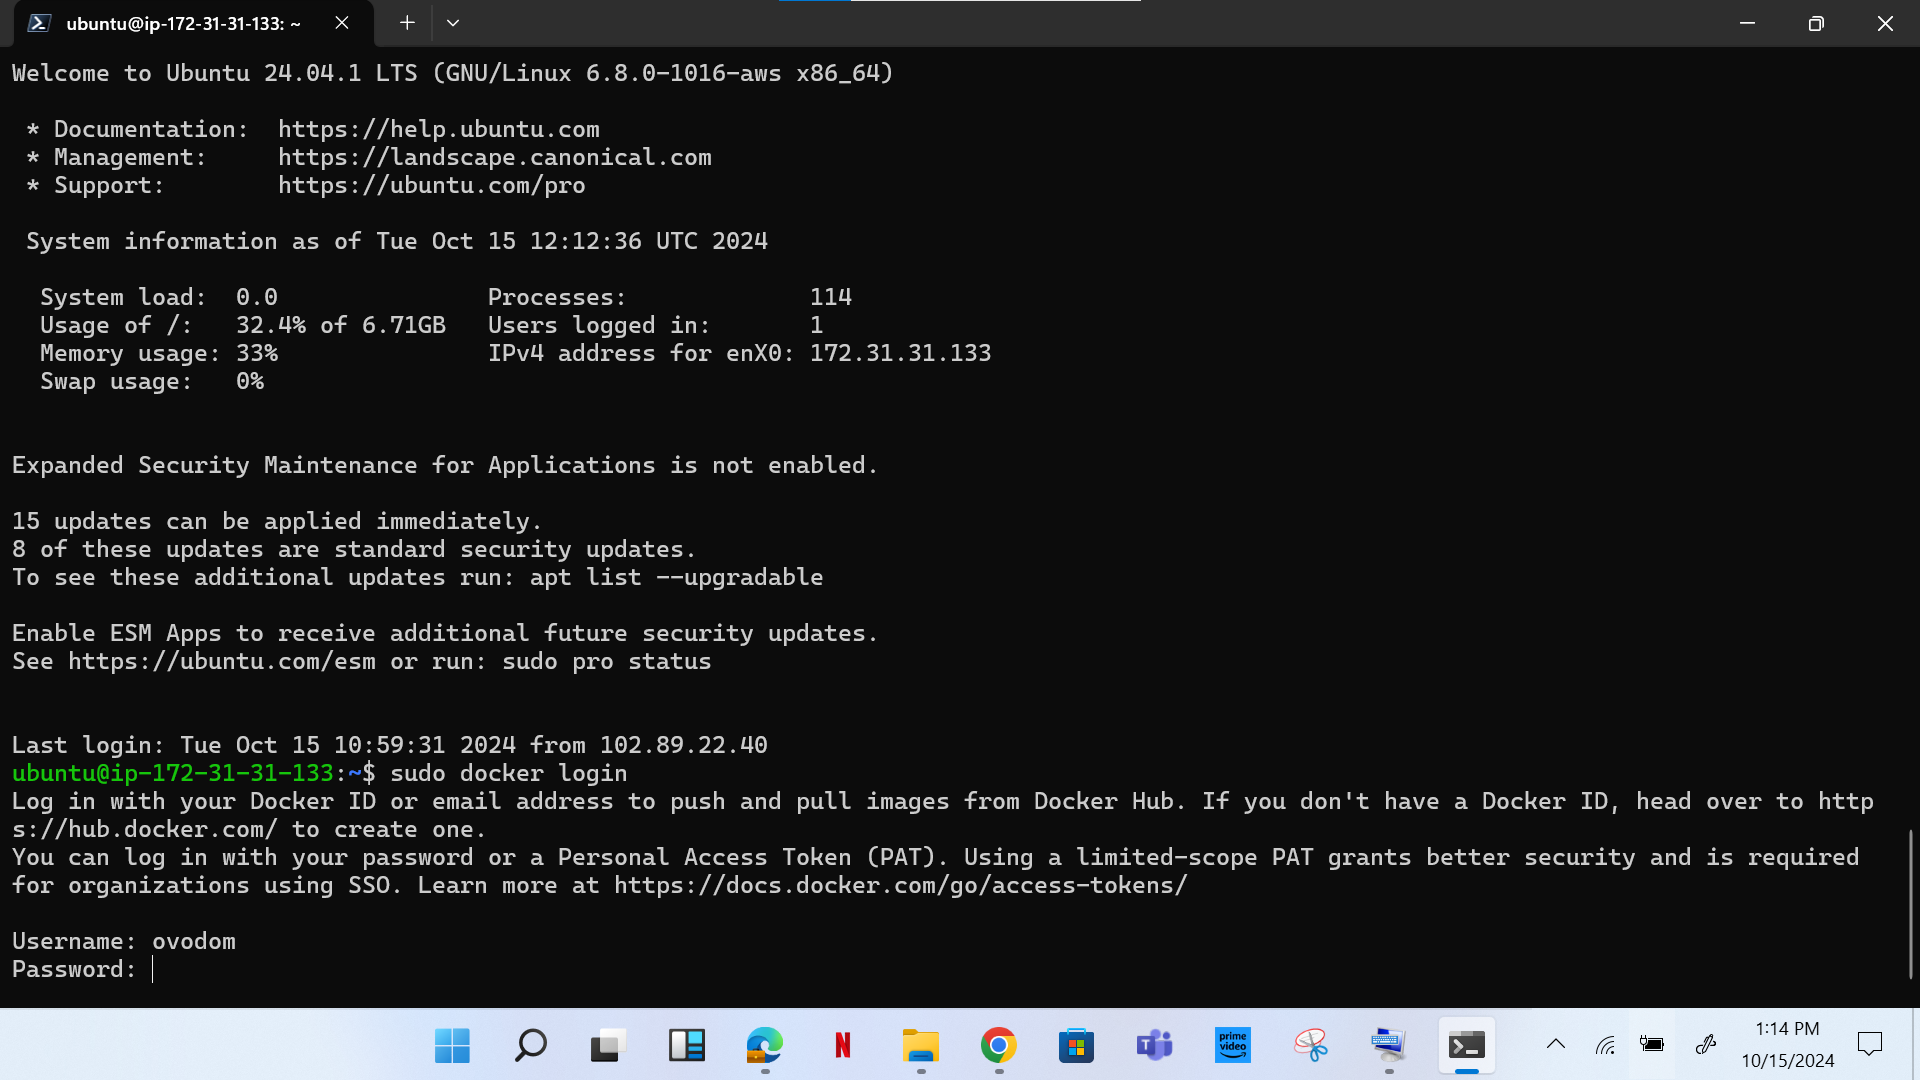 ubuntu@ip-172-31-31-133: ~
Welcome to Ubuntu 24.04.1 LTS (GNU/Linux 6.8.0-1016-aws x86_64)
* Documentation:  https://help.ubuntu.com
* Management:     https://landscape.canonical.com
* Support:        https://ubuntu.com/pro
System information as of Tue Oct 15 12:12:36 UTC 2024
System load:  0.0               Processes:             114
Usage of /:   32.4% of 6.71GB   Users logged in:       1
Memory usage: 33%               IPv4 address for enX0: 172.31.31.133
Swap usage:   0%
Expanded Security Maintenance for Applications is not enabled.
15 updates can be applied immediately.
8 of these updates are standard security updates.
To see these additional updates run: apt list --upgradable
Enable ESM Apps to receive additional future security updates.
See https://ubuntu.com/esm or run: sudo pro status
Last login: Tue Oct 15 10:59:31 2024 from 102.89.22.40
ubuntu@ip-172-31-31-133:~$ sudo docker login
Log in with your Docker ID or email address to push and pull images from Docker Hub. If you don't have a Docker ID, head over to http
s://hub.docker.com/ to create one.
You can log in with your password or a Personal Access Token (PAT). Using a limited-scope PAT grants better security and is required
for organizations using SSO. Learn more at https://docs.docker.com/go/access-tokens/
Username: ovodom
Password:
prime
video
1:14 PM
10/15/2024